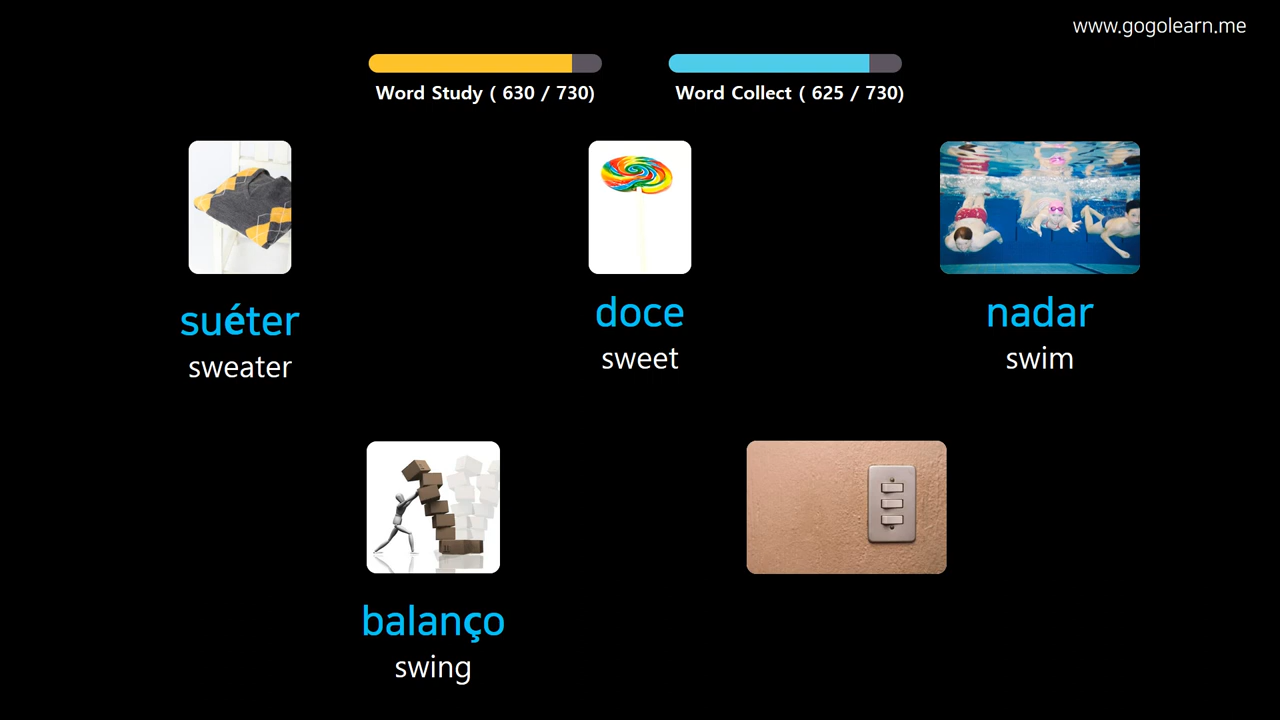 www.gogolearn.me
Word Study ( 630 / 730)
Word Collect ( 625 / 730)
suéter
sweater
doce
sweet
nadar
swim
balanço
swing